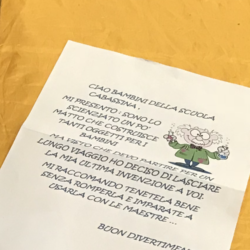 CIAO BAMBINI DELLA SCUOLA
CABASSINA.
MI PRESENTO: SONO LO
SCIENZIATO UN PO'
MATTO CHE COSTRUISCE
TANTI OGGETTI PER I
BAMBINI
MA VISTO CHE DEVO PARTIRE PER UN
LUNGO VIAGGIO HO DECISO DI LASCIARE
LA MIA ULTIMA INVENZIONE A VOI.
MI RACCOMANDO TENETELA BENE
SENZA ROMPERLA E IMPARATE A
USARLA CON LE MAESTRE ...
BUON DIVERTIMEN